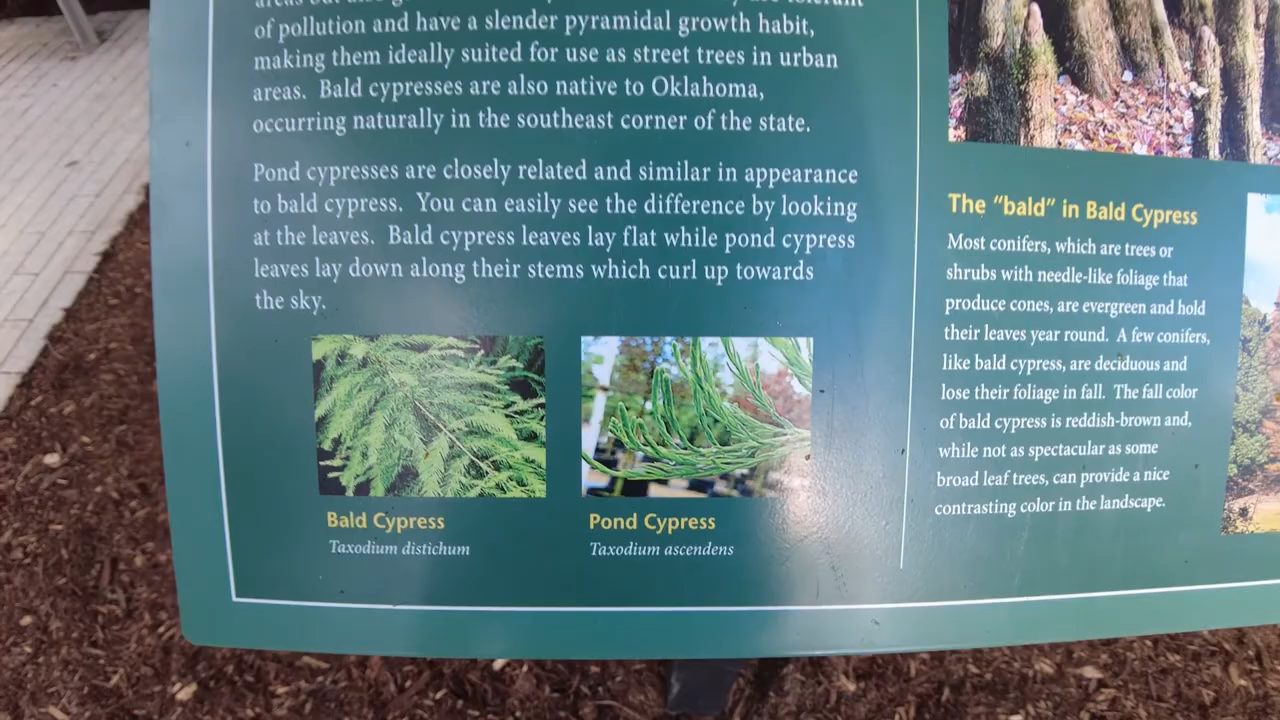 of pollution and have a slender pyramidal growth habit,
making them ideally suited for use as street trees in urban
areas. Bald cypresses are also native to Oklahoma,
occurring naturally in the southeast corner of the state.
Pond cypresses are closely related and similar in appearance
to bald cypress. You can easily see the difference by looking
at the leaves. Bald cypress leaves lay flat while pond cypress
leaves lay down along their stems which curl up towards
the sky.
Bald Cypress
Taxodium distichum
Pond Cypress
Taxodium ascendens
The “bald” in Bald Cypress
Most conifers, which are trees or
shrubs with needle-like foliage that
produce cones, are evergreen and hold
their leaves year round. A few conifers,
like bald cypress, are deciduous and
lose their foliage in fall. The fall color
of bald cypress is reddish-brown and,
while not as spectacular as some
broad leaf trees, can provide a nice
contrasting color in the landscape.